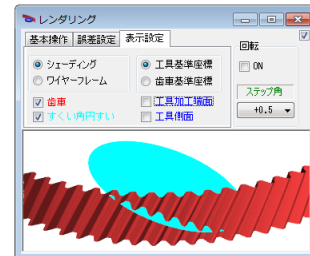 レンダリング
基本操作 誤差設定 表示設定
回転
シェーディング 工具基準座標
ON
ワイヤーフレーム 歯車基準座標
ステップ角
歯車 工具加工端面
+0.5
すくい角円すい 工具側面